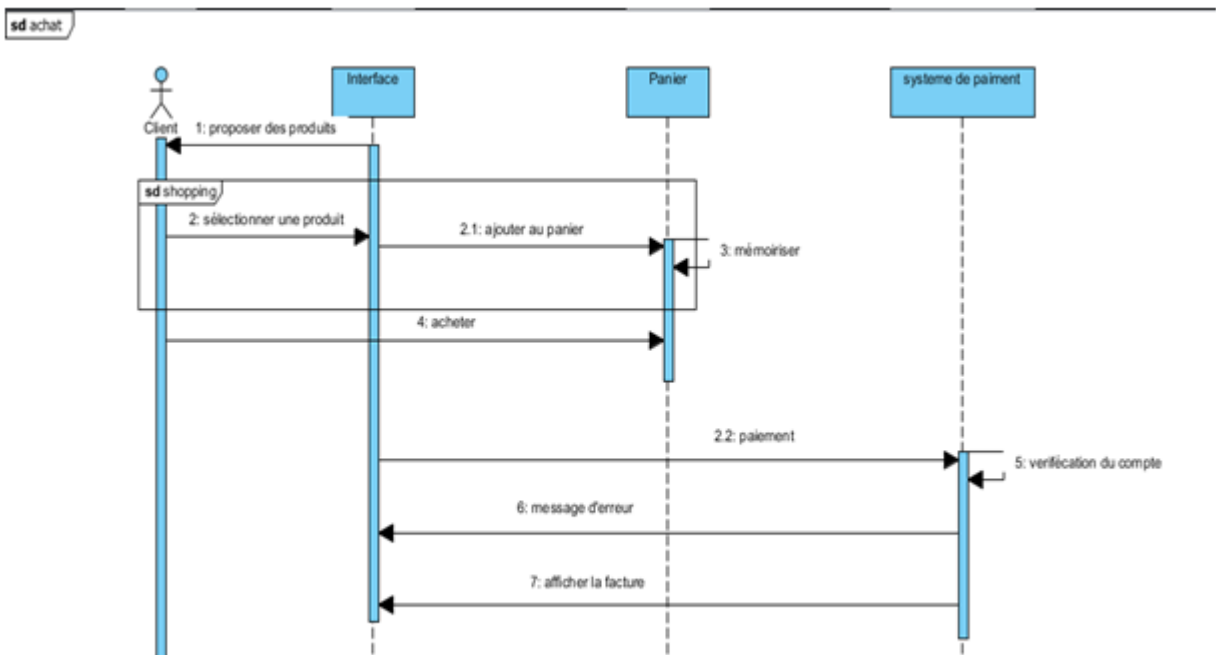 sd achat
Client
Interface
Panier
systeme de paiment
1: proposer des produits
sd shopping
2: sélectionner une produit
2.1: ajouter au panier
3: mémoiriser
4: acheter
2.2: paiement
5: verifécation du compte
6: message d'erreur
7: afficher la facture